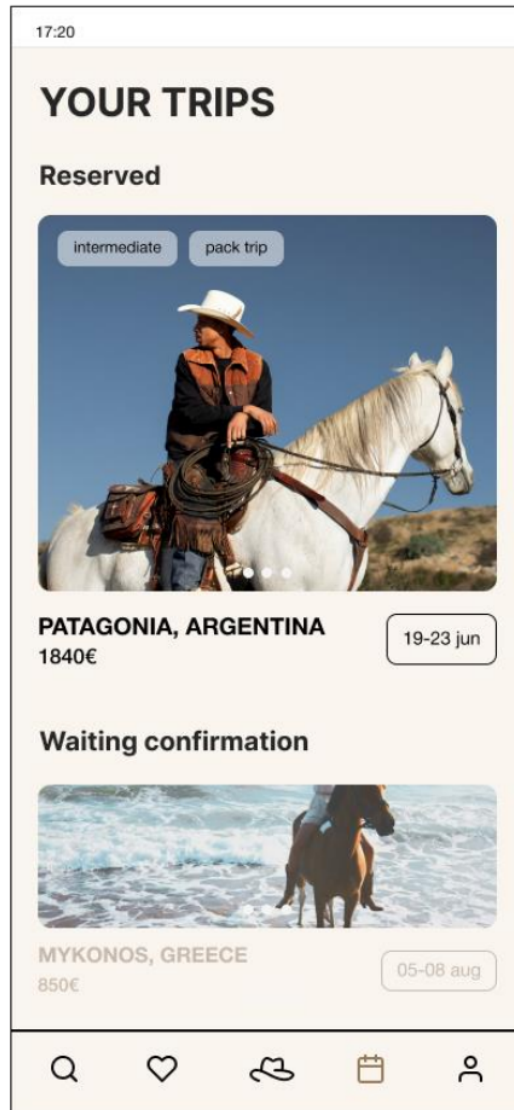 17:20
YOUR TRIPS
Reserved
intermediate pack trip
PATAGONIA, ARGENTINA
1840€
19-23 jun
Waiting confirmation
MYKONOS, GREECE
850€
05-08 aug